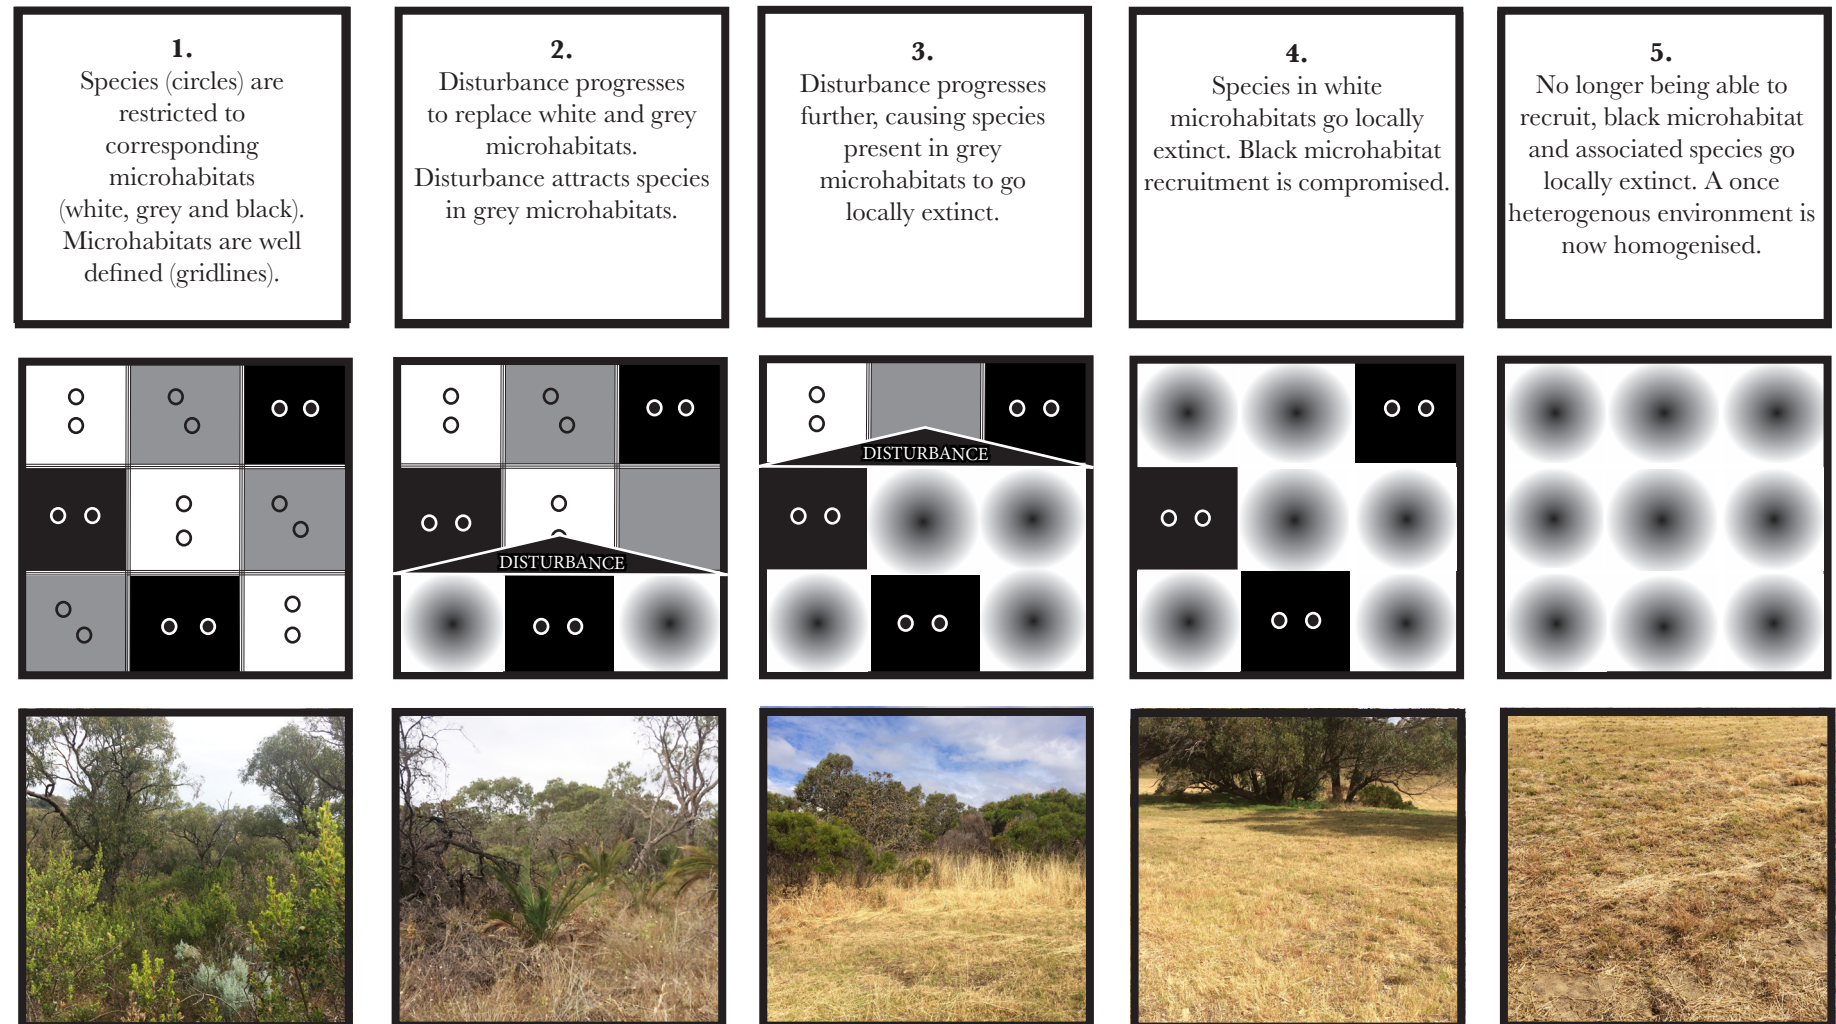 1.
Species (circles) are
restricted to
corresponding
microhabitats
(white, grey and black).
Microhabitats are well
defined (gridlines).
2.
Disturbance progresses
to replace white and grey
microhabitats.
Disturbance attracts species
in grey microhabitats.
3.
Disturbance progresses
further, causing species
present in grey
microhabitats to go
locally extinct.
4.
Species in white
microhabitats go locally
extinct. Black microhabitat
recruitment is compromised.
5.
No longer being able to
recruit, black microhabitat
and associated species go
locally extinct. A once
heterogenous environment is
now homogenised.
DISTURBANCE
DISTURBANCE